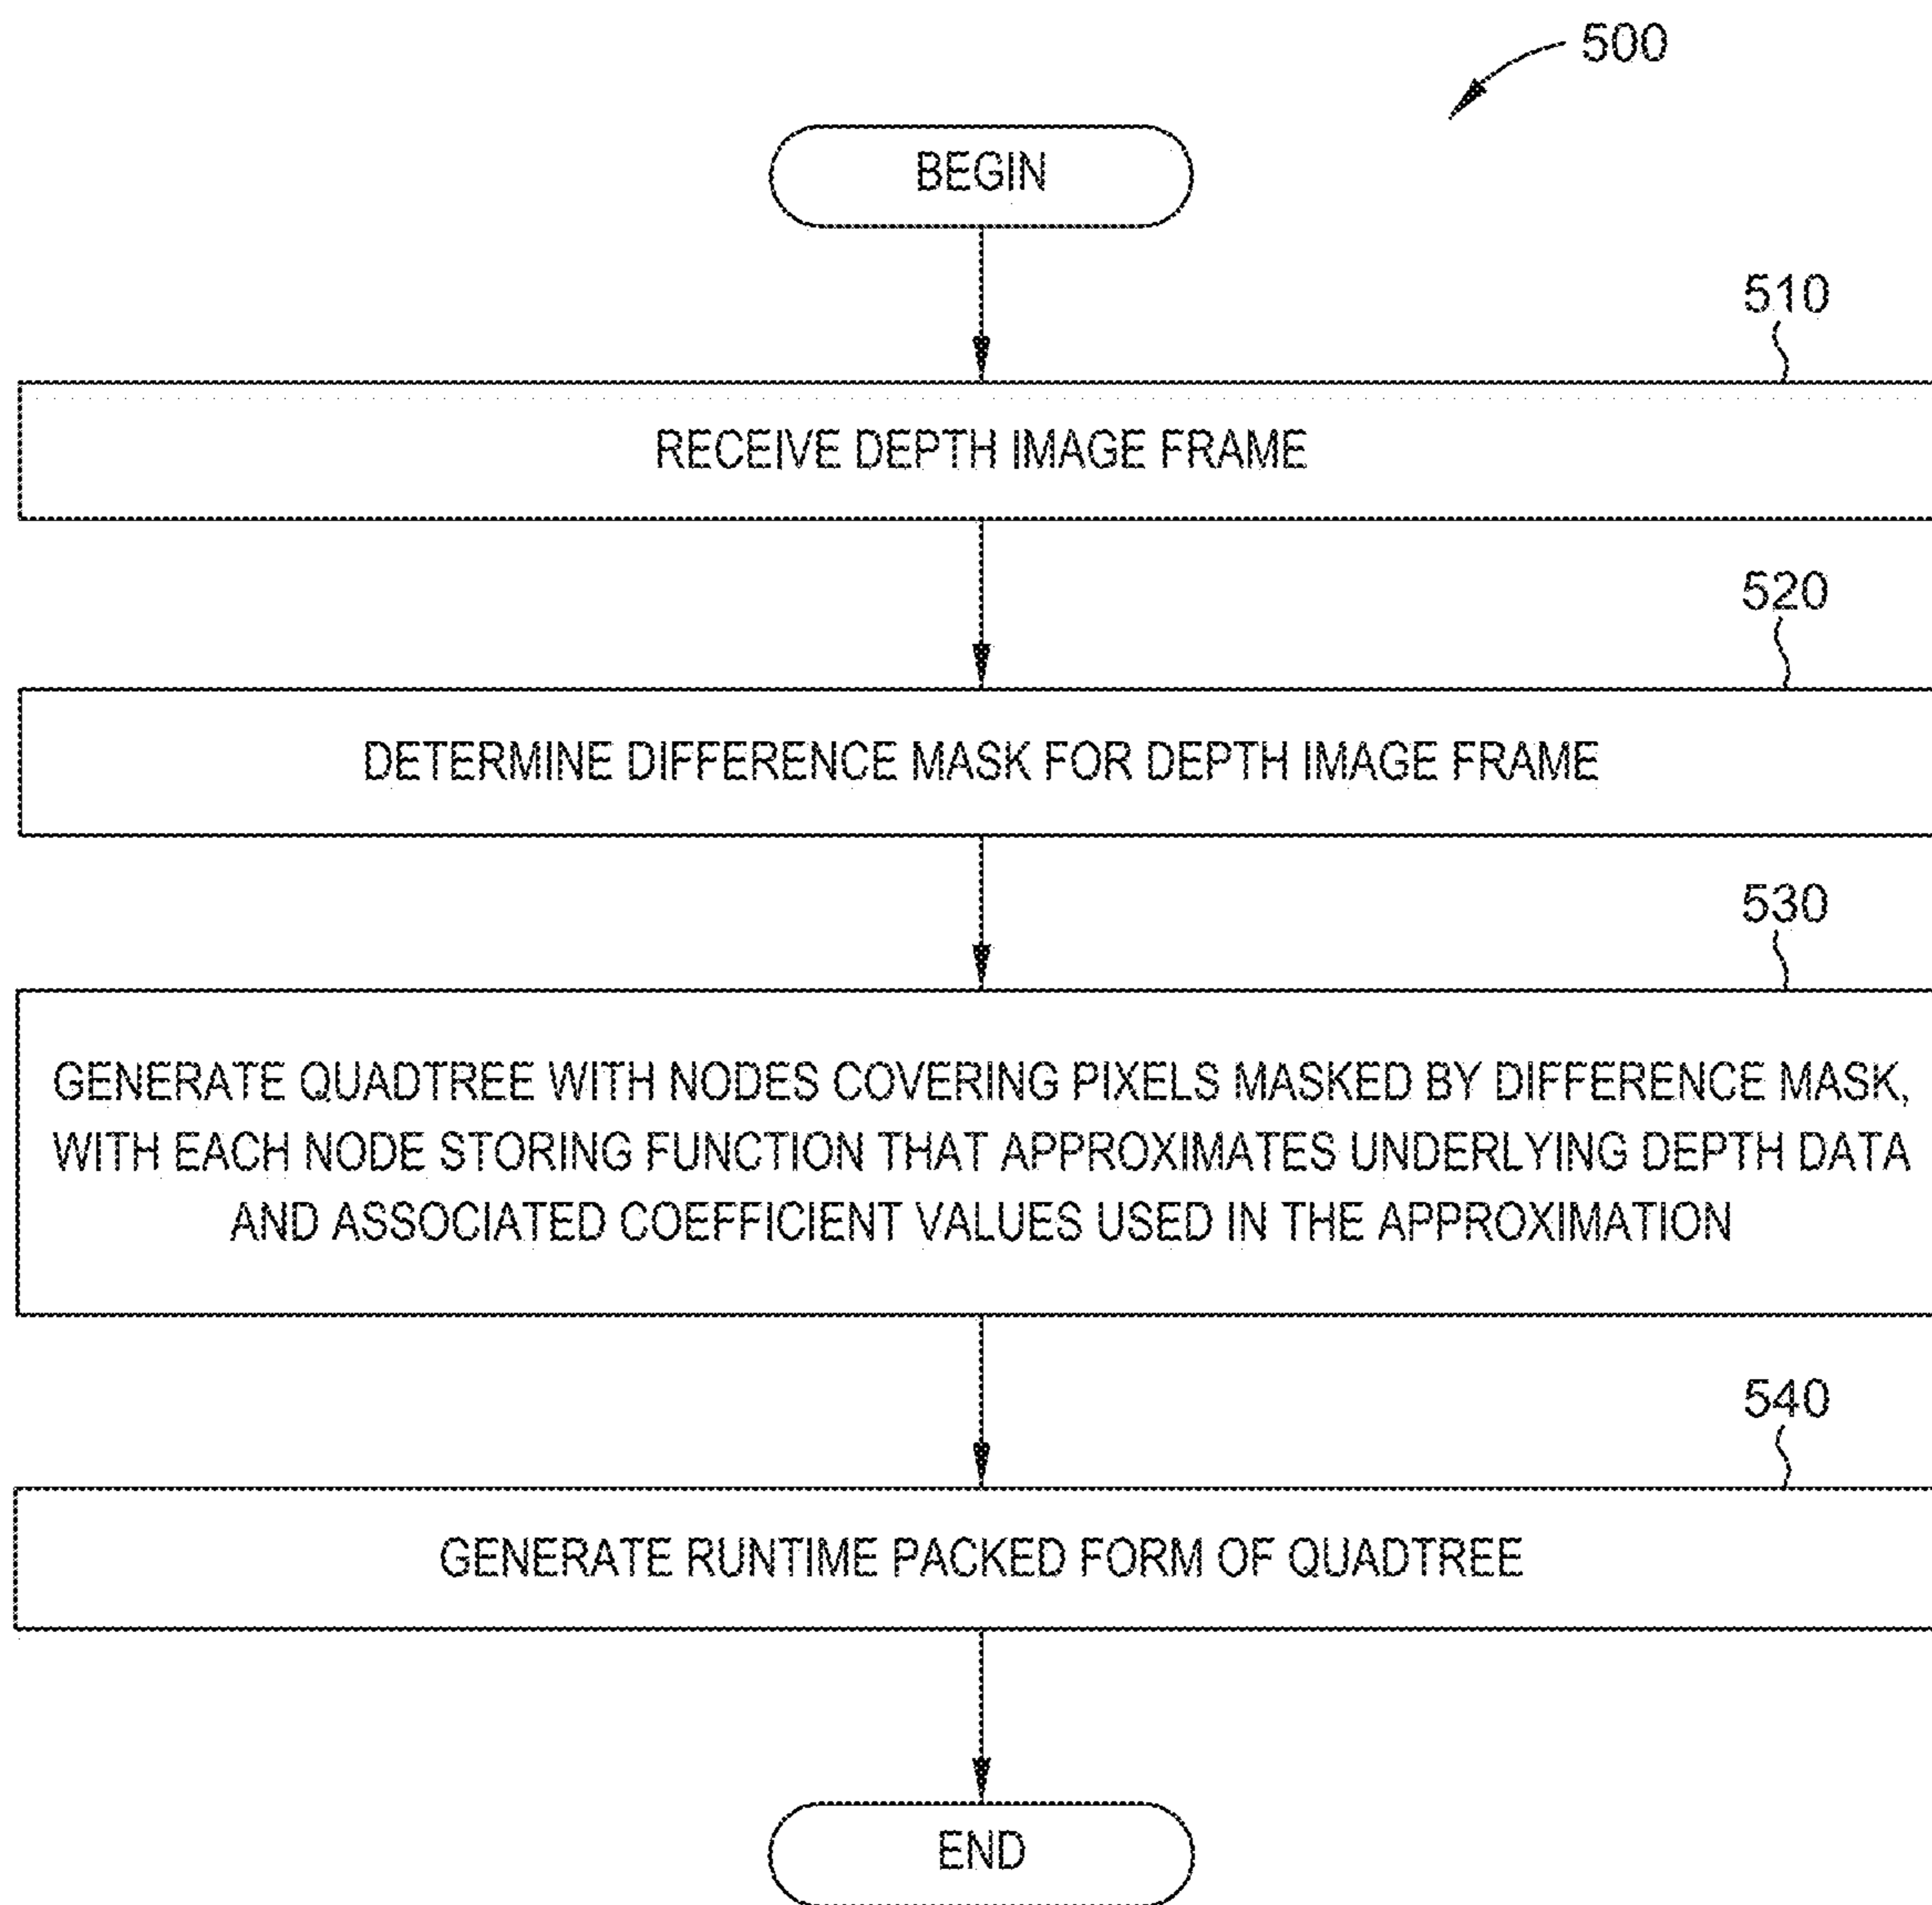 500
BEGIN
510
RECEIVE DEPTH IMAGE FRAME
520
DETERMINE DIFFERENCE MASK FOR DEPTH IMAGE FRAME
530
GENERATE QUADTREE WITH NODES COVERING PIXELS MASKED BY DIFFERENCE MASK,
WITH EACH NODE STORING FUNCTION THAT APPROXIMATES UNDERLYING DEPTH DATA
AND ASSOCIATED COEFFICIENT VALUES USED IN THE APPROXIMATION
540
GENERATE RUNTIME PACKED FORM OF QUADTREE
END